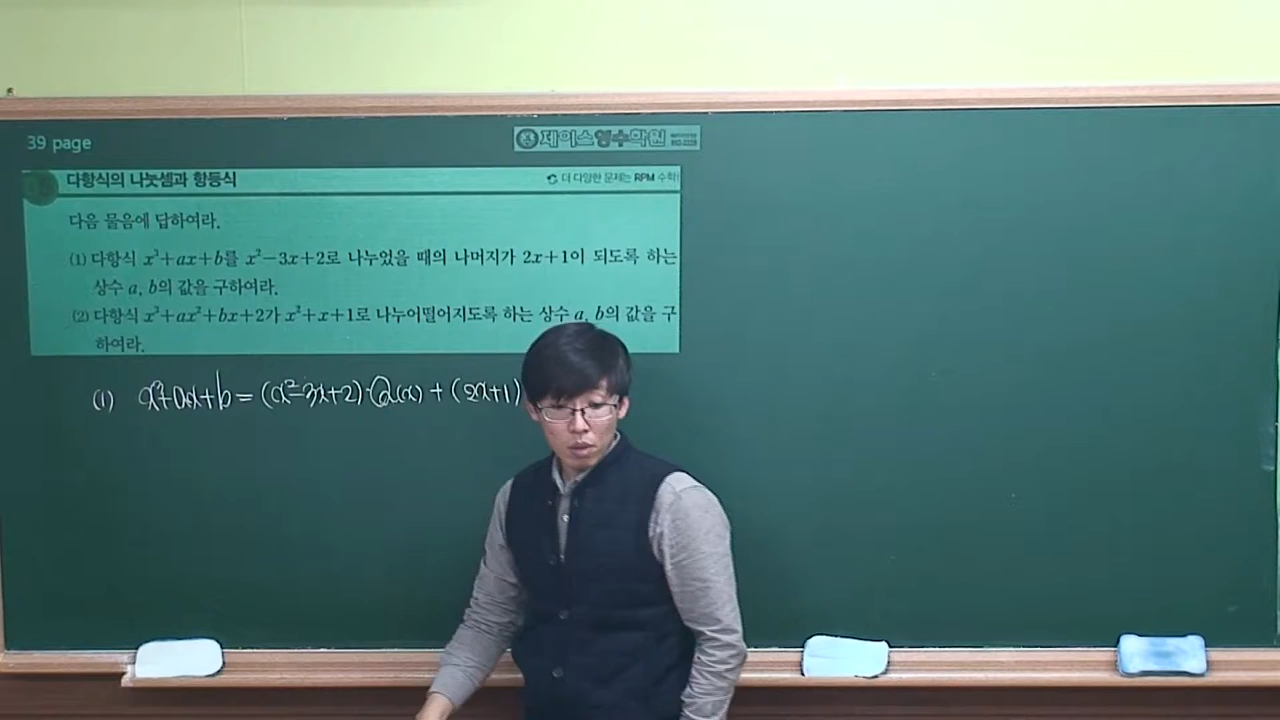 39 page
제이스영수학원
다항식의 나눗셈과 항등식
더 다양한 문제는 RPM 수학
다음 물음에 답하여라.
(1) 다항식 x³+ax+b를 x²-3x+2로 나누었을 때의 나머지가 2x+1이 되도록 하는
상수 a, b의 값을 구하여라.
(2) 다항식 x³+ax²+bx+2가 x²+x+1로 나누어떨어지도록 하는 상수 a, b의 값을 구
하여라.
(1) x³+ax+b=(x²-3x+2)·Q(x)+(2x+1)